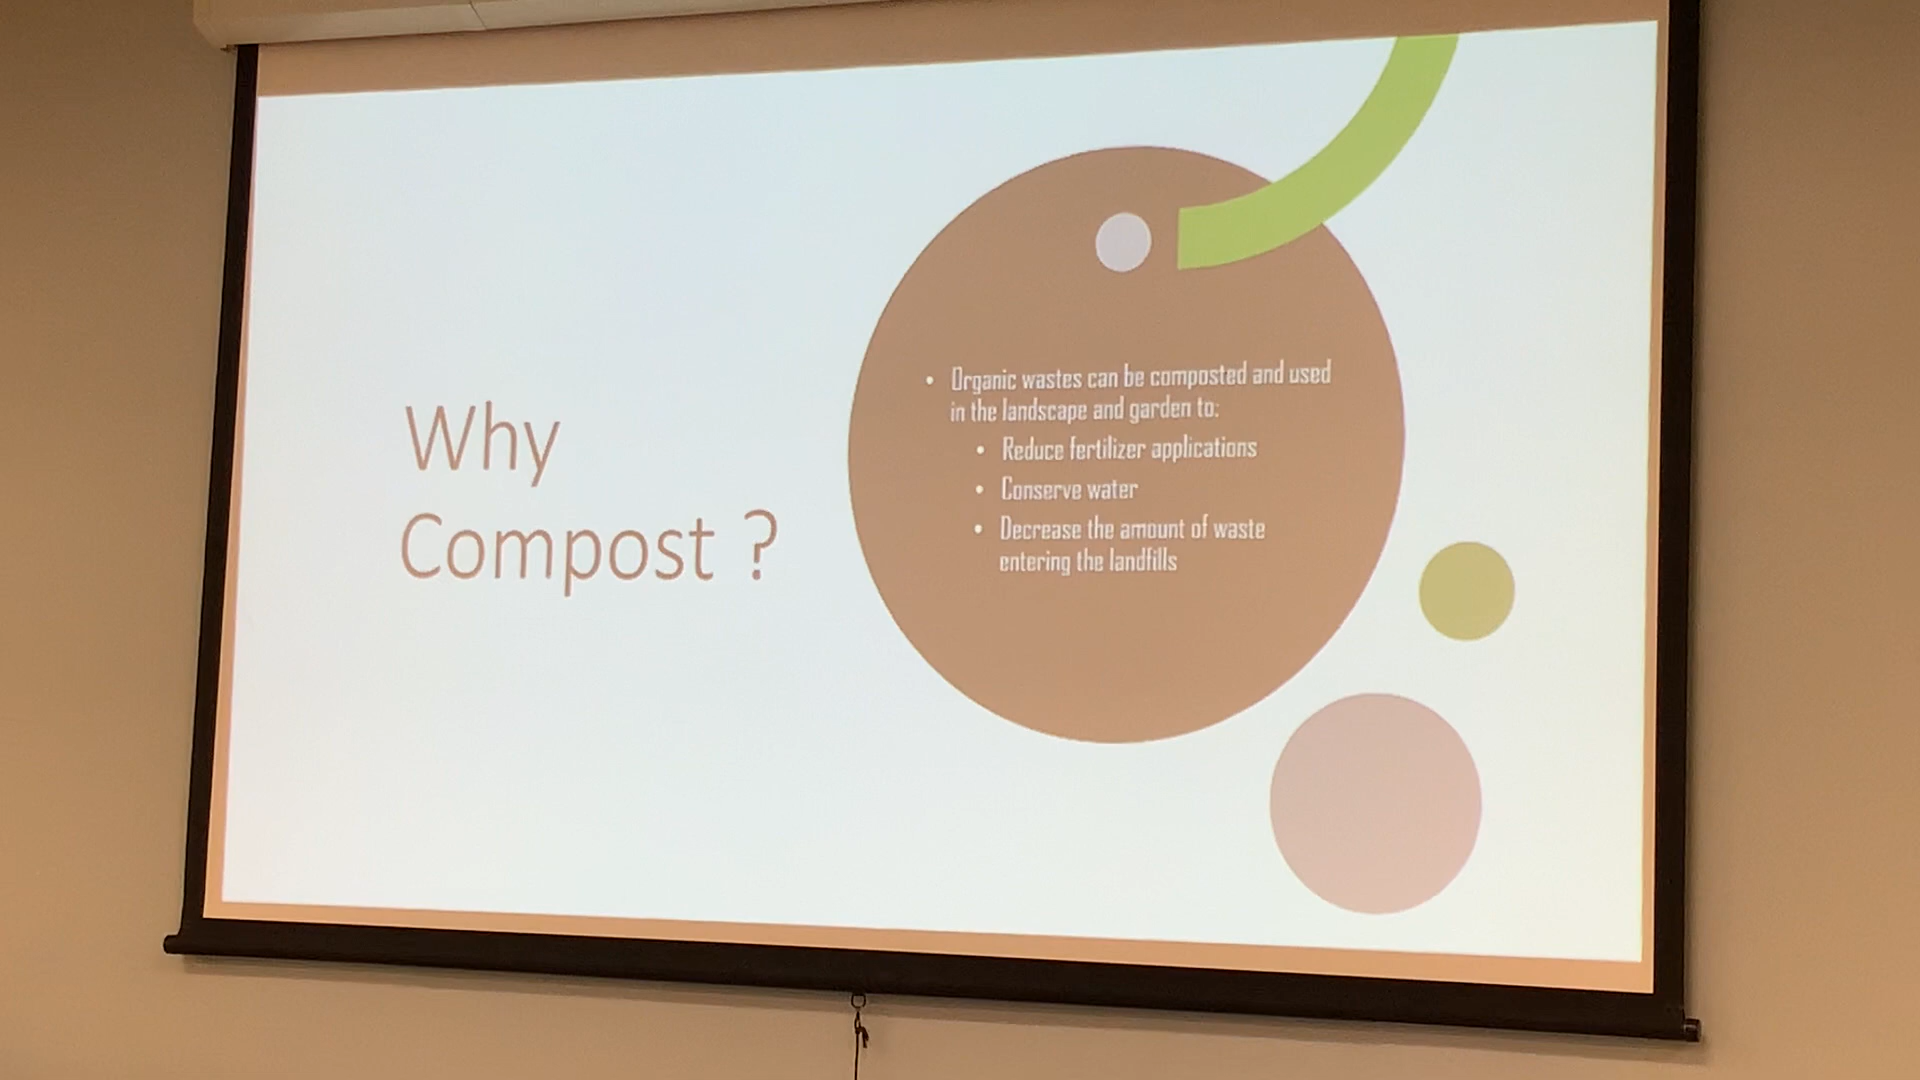 Why
Compost ?
• Organic wastes can be composted and used
in the landscape and garden to:
• Reduce fertilizer applications
• Conserve water
• Decrease the amount of waste
entering the landfills